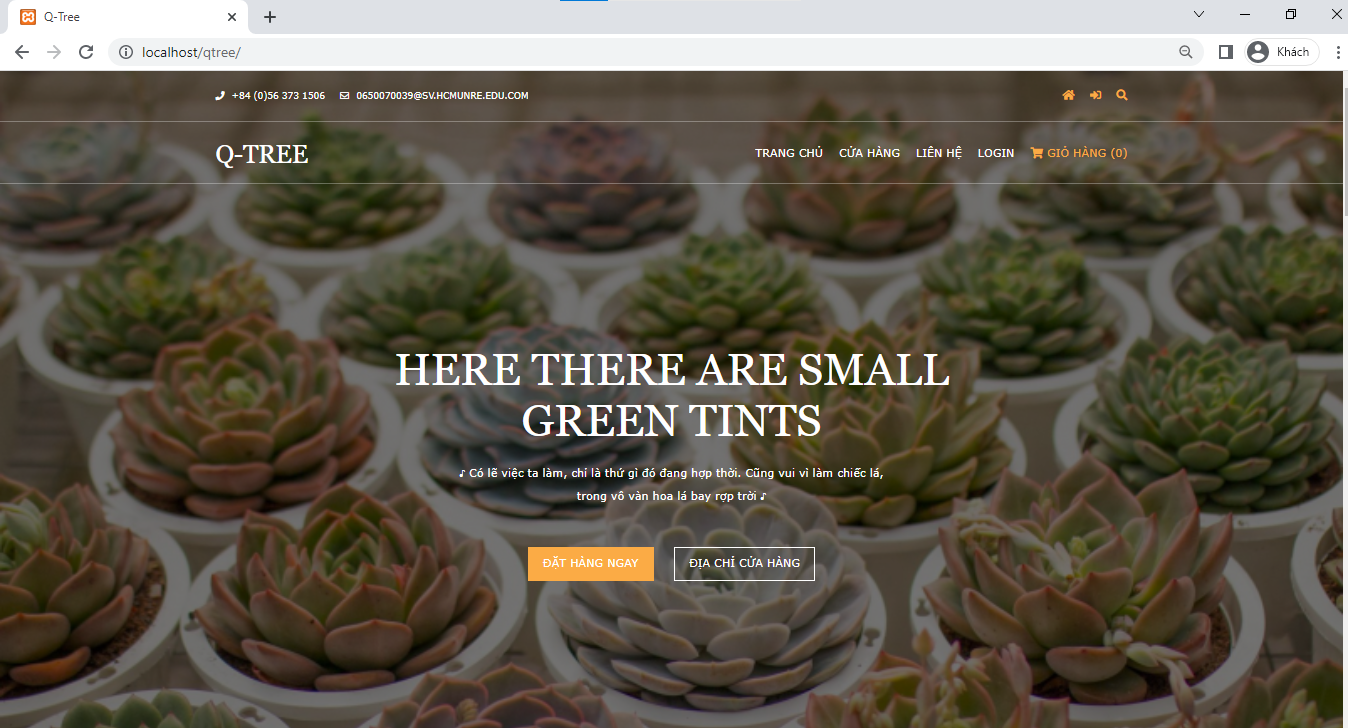 Q-Tree
localhost/qtree/
Khách
+84 (0)56 373 1506 0650070039@SV.HCMUNRE.EDU.COM
Q-TREE TRANG CHỦ CỬA HÀNG LIÊN HỆ LOGIN GIỎ HÀNG (0)
HERE THERE ARE SMALL
GREEN TINTS
♪ Có lẽ việc ta làm, chỉ là thứ gì đó đang hợp thời. Cũng vui vì làm chiếc lá,
trong vô vàn hoa lá bay rợp trời ♪
ĐẶT HÀNG NGAY ĐỊA CHỈ CỬA HÀNG